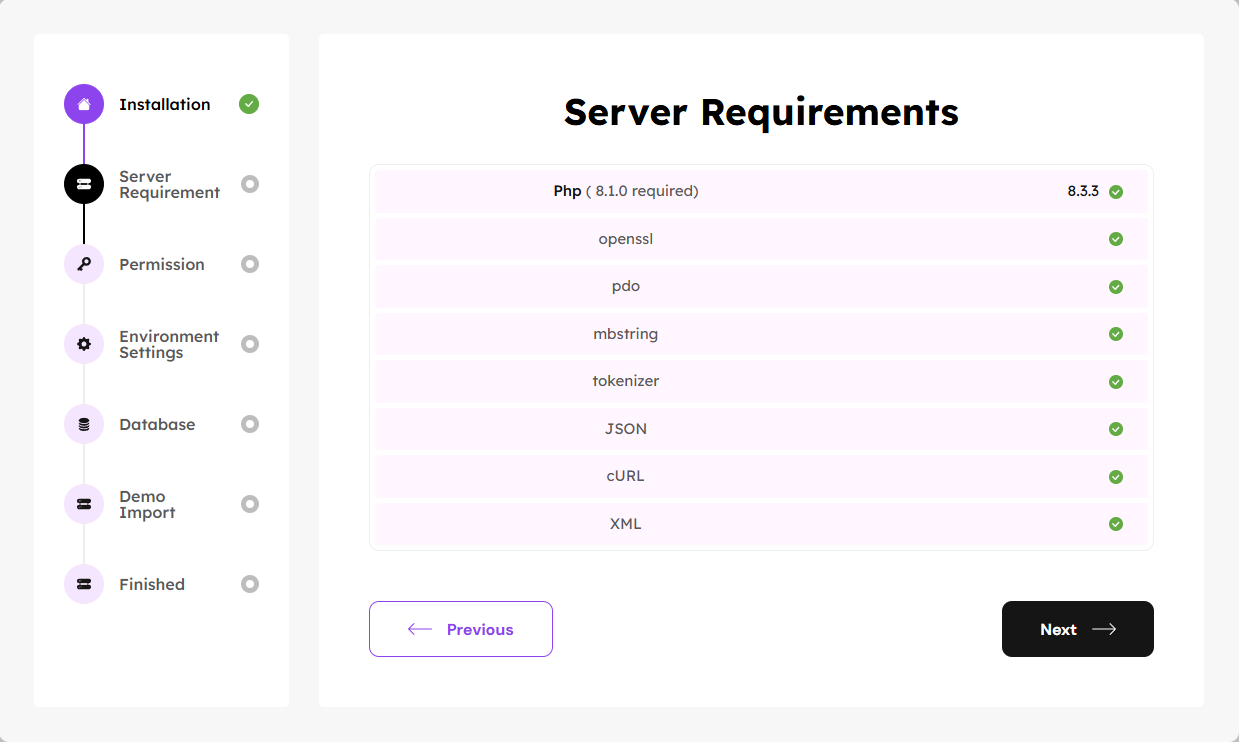 Installation
Server
Requirement
Permission
Environment
Settings
Database
Demo
Import
Finished
Server Requirements
Php ( 8.1.0 required) 8.3.3
openssl
pdo
mbstring
tokenizer
JSON
cURL
XML
Previous
Next